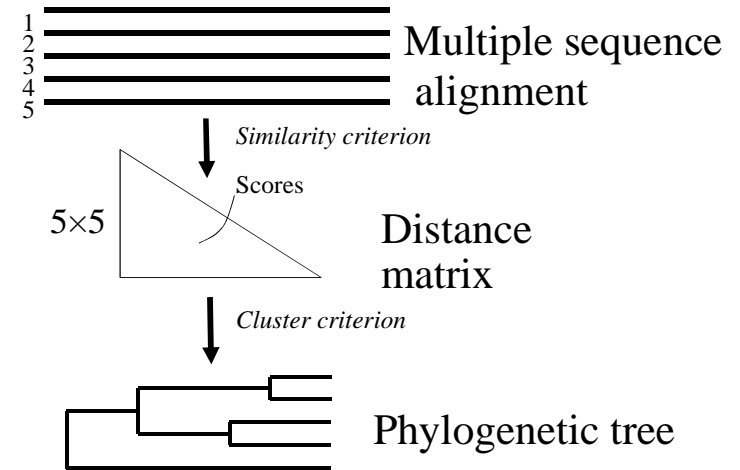 1
2
3
4
5
Multiple sequence
alignment
Similarity criterion
Scores
5×5
Distance
matrix
Cluster criterion
Phylogenetic tree